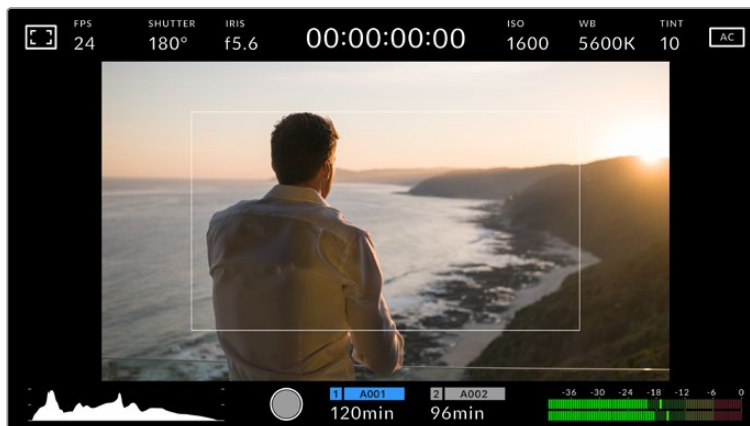 FPS SHUTTER IRIS ISO WB TINT
24 180° f5.6 00:00:00:00 1600 5600K 10 AC
1 A001 2 A002
120min 96min
-36 -30 -24 -18 -12 -6 0